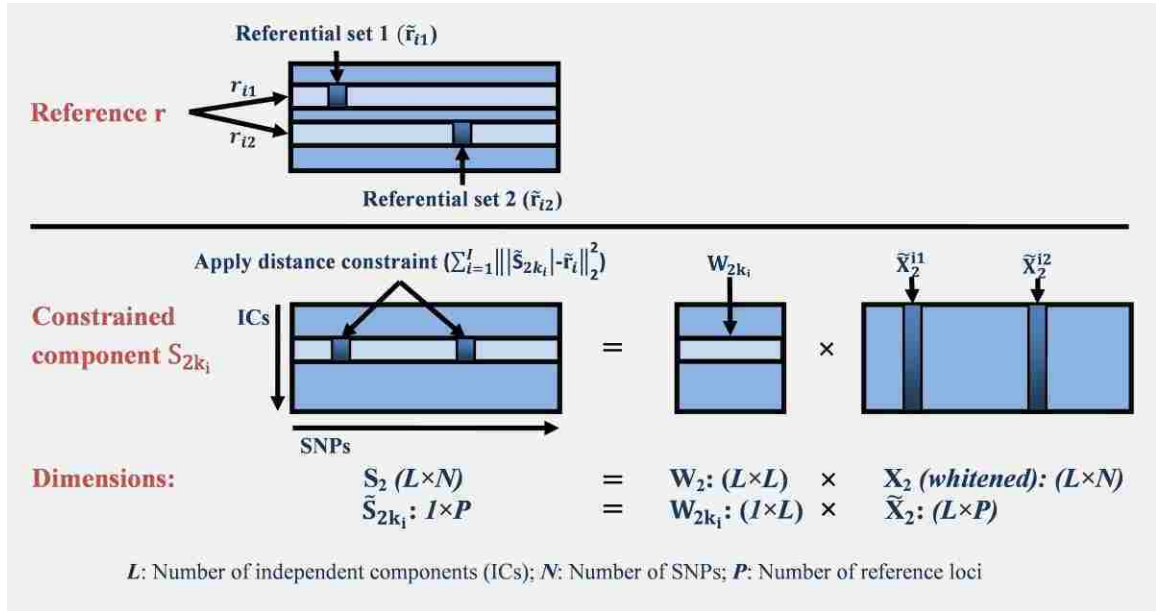 Referential set 1 (r̃ᵢ₁)
rᵢ₁
Reference r
rᵢ₂
Referential set 2 (r̃ᵢ₂)
Apply distance constraint (∑ᴵᵢ₌₁‖|s̃₂ₖᵢ|-r̃ᵢ‖₂²)
W₂ₖᵢ
X̃₂ⁱ¹
X̃₂ⁱ²
ICs
Constrained
component S₂ₖᵢ
= ×
SNPs
Dimensions: S₂ (L×N) = W₂: (L×L) × X₂ (whitened): (L×N)
S̃₂ₖᵢ: 1×P = W₂ₖᵢ: (1×L) × X̃₂: (L×P)
L: Number of independent components (ICs); N: Number of SNPs; P: Number of reference loci